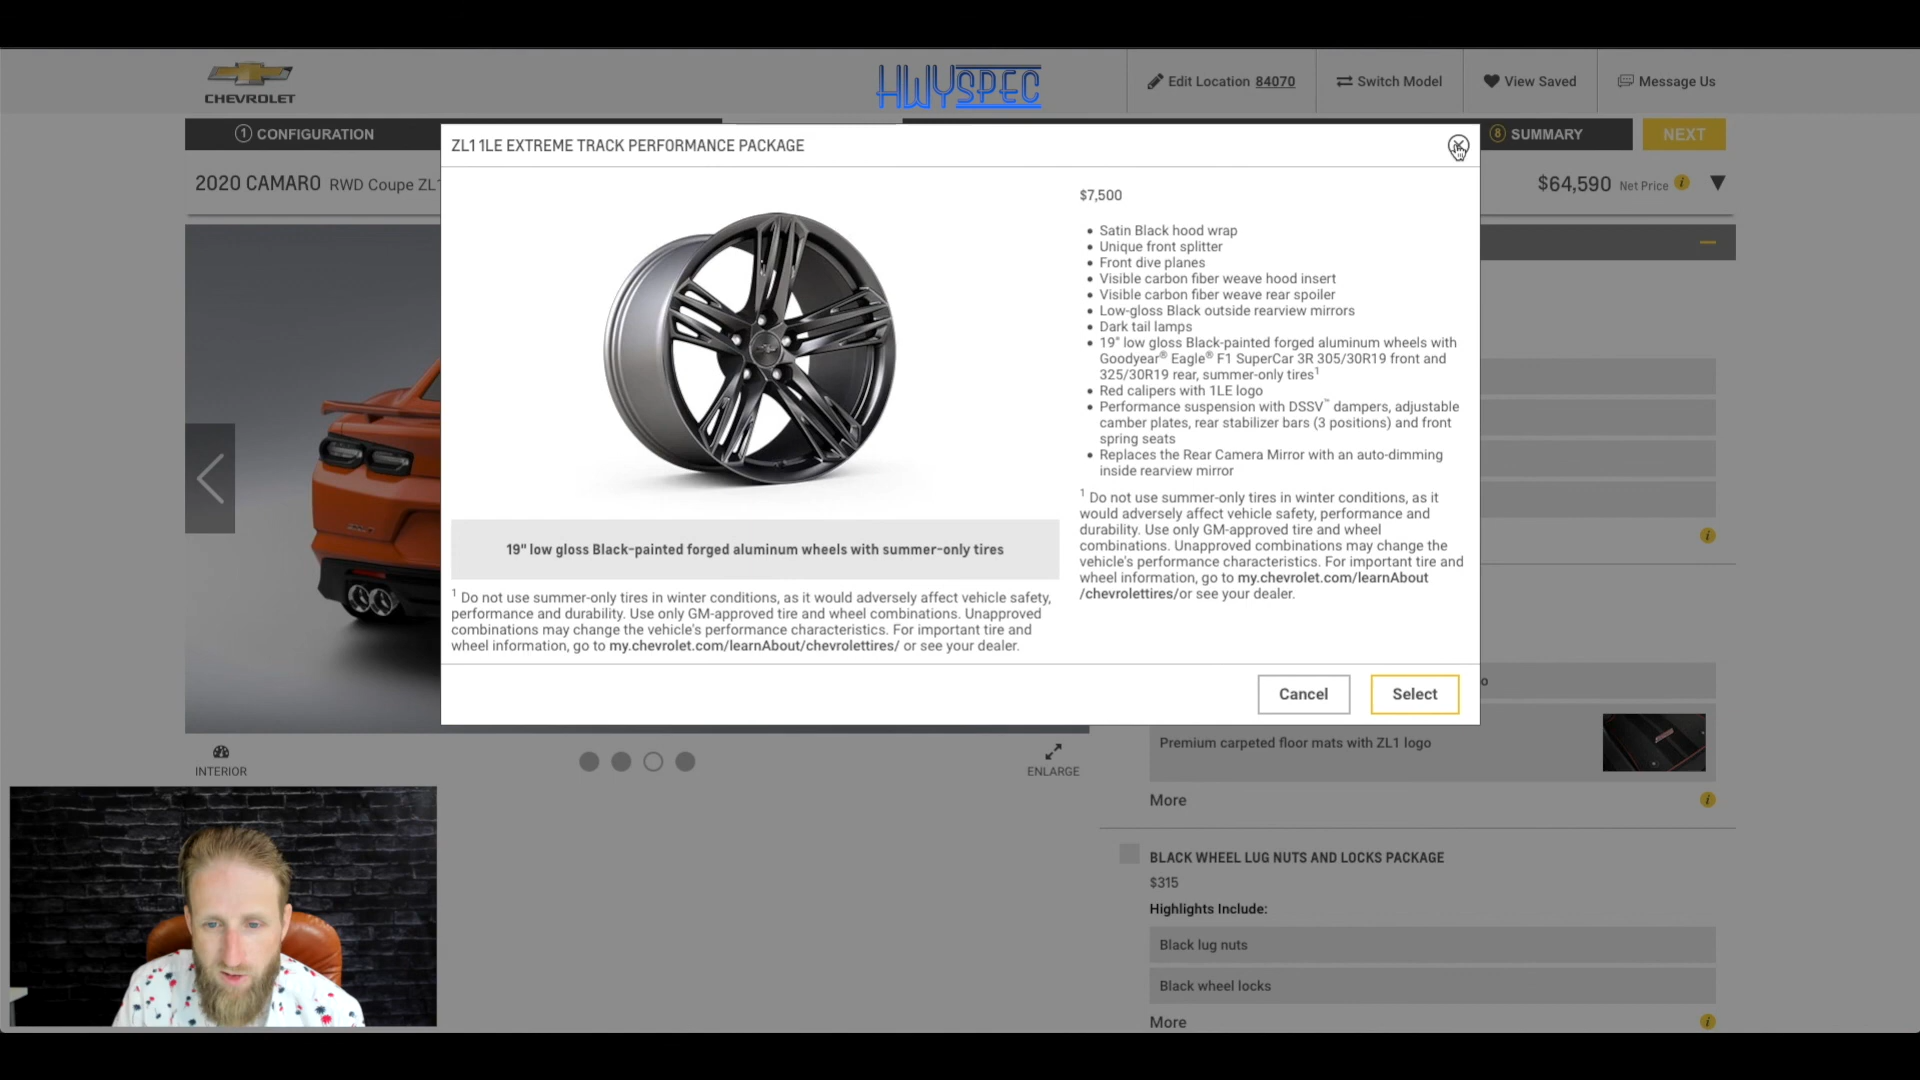 CHEVROLET
HWYSPEC
Edit Location 84070
Switch Model
View Saved
Message Us
1 CONFIGURATION
8 SUMMARY
NEXT
ZL1 1LE EXTREME TRACK PERFORMANCE PACKAGE
2020 CAMARO RWD Coupe ZL1
$64,590 Net Price i
$7,500
• Satin Black hood wrap
• Unique front splitter
• Front dive planes
• Visible carbon fiber weave hood insert
• Visible carbon fiber weave rear spoiler
• Low-gloss Black outside rearview mirrors
• Dark tail lamps
• 19" low gloss Black-painted forged aluminum wheels with
Goodyear® Eagle® F1 SuperCar 3R 305/30R19 front and
325/30R19 rear, summer-only tires1
• Red calipers with 1LE logo
• Performance suspension with DSSV™ dampers, adjustable
camber plates, rear stabilizer bars (3 positions) and front
spring seats
• Replaces the Rear Camera Mirror with an auto-dimming
inside rearview mirror
1 Do not use summer-only tires in winter conditions, as it
would adversely affect vehicle safety, performance and
durability. Use only GM-approved tire and wheel
combinations. Unapproved combinations may change the
vehicle's performance characteristics. For important tire and
wheel information, go to my.chevrolet.com/learnAbout
/chevrolettires/or see your dealer.
19" low gloss Black-painted forged aluminum wheels with summer-only tires
1 Do not use summer-only tires in winter conditions, as it would adversely affect vehicle safety,
performance and durability. Use only GM-approved tire and wheel combinations. Unapproved
combinations may change the vehicle's performance characteristics. For important tire and
wheel information, go to my.chevrolet.com/learnAbout/chevrolettires/ or see your dealer.
Cancel
Select
i
o
Premium carpeted floor mats with ZL1 logo
More
i
INTERIOR
ENLARGE
BLACK WHEEL LUG NUTS AND LOCKS PACKAGE
$315
Highlights Include:
Black lug nuts
Black wheel locks
More
i